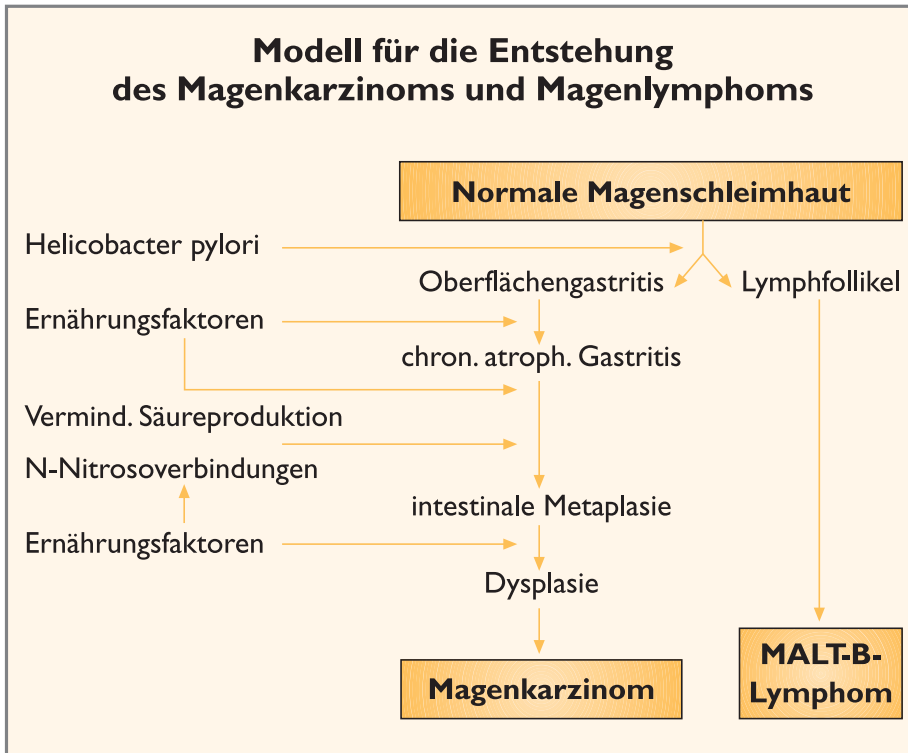 Modell für die Entstehung
des Magenkarzinoms und Magenlymphoms
Normale Magenschleimhaut
Helicobacter pylori
Oberflächengastritis
Lymphfollikel
Ernährungsfaktoren
chron. atroph. Gastritis
Vermind. Säureproduktion
N-Nitrosoverbindungen
intestinale Metaplasie
Ernährungsfaktoren
Dysplasie
Magenkarzinom
MALT-B-
Lymphom